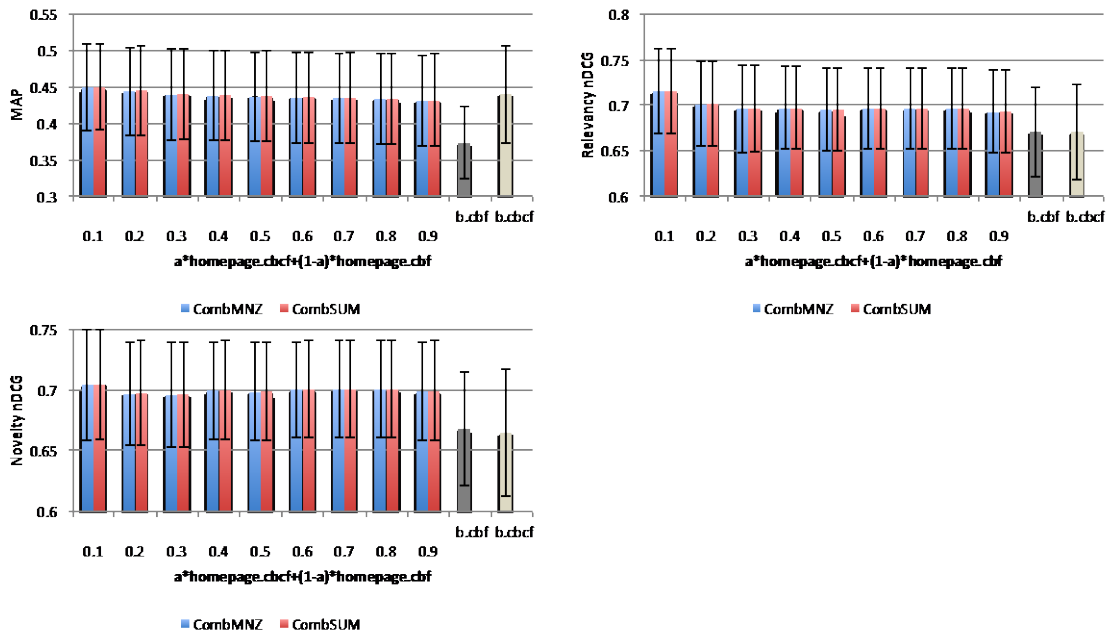 0.55
0.5
0.45
0.4
0.35
0.3
MAP
b.cbf b.cbcf
0.1 0.2 0.3 0.4 0.5 0.6 0.7 0.8 0.9
a*homepage.cbcf+(1-a)*homepage.cbf
CombMNZ CombSUM
0.8
0.75
0.7
0.65
0.6
Relevancy nDCG
b.cbf b.cbcf
0.1 0.2 0.3 0.4 0.5 0.6 0.7 0.8 0.9
a*homepage.cbcf+(1-a)*homepage.cbf
CombMNZ CombSUM
0.75
0.7
0.65
0.6
Novelty nDCG
b.cbf b.cbcf
0.1 0.2 0.3 0.4 0.5 0.6 0.7 0.8 0.9
a*homepage.cbcf+(1-a)*homepage.cbf
CombMNZ CombSUM